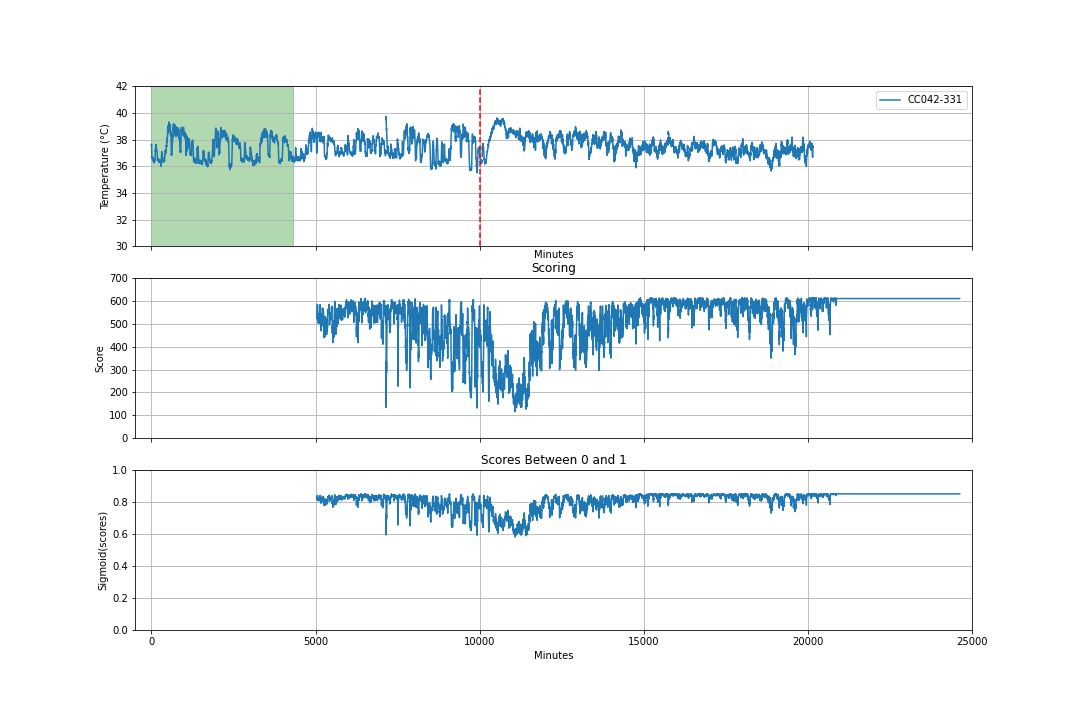 42
40
38
36
34
32
30
Temperature (°C)
CC042-331
Minutes
Scoring
700
600
500
400
300
200
100
0
Score
Scores Between 0 and 1
1.0
0.8
0.6
0.4
0.2
0.0
Sigmoid(scores)
0 5000 10000 15000 20000 25000
Minutes